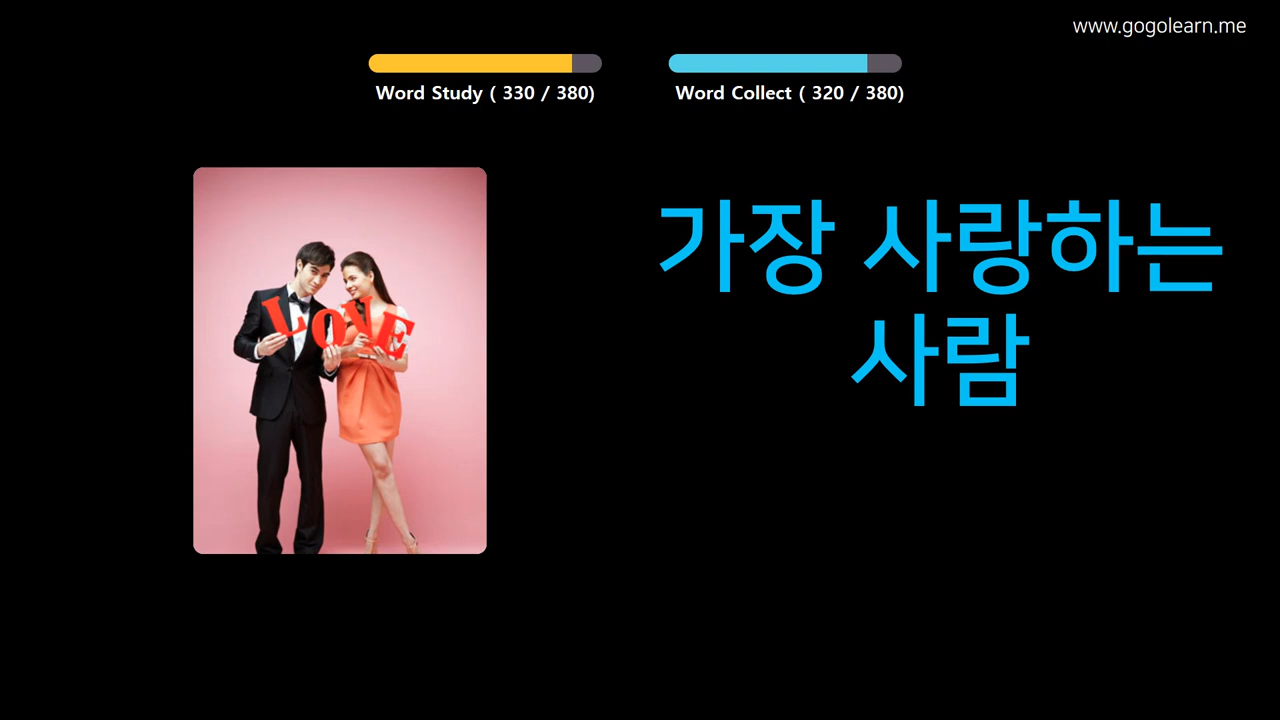 www.gogolearn.me
Word Study ( 330 / 380)
Word Collect ( 320 / 380)
LOVE
가장 사랑하는
사람